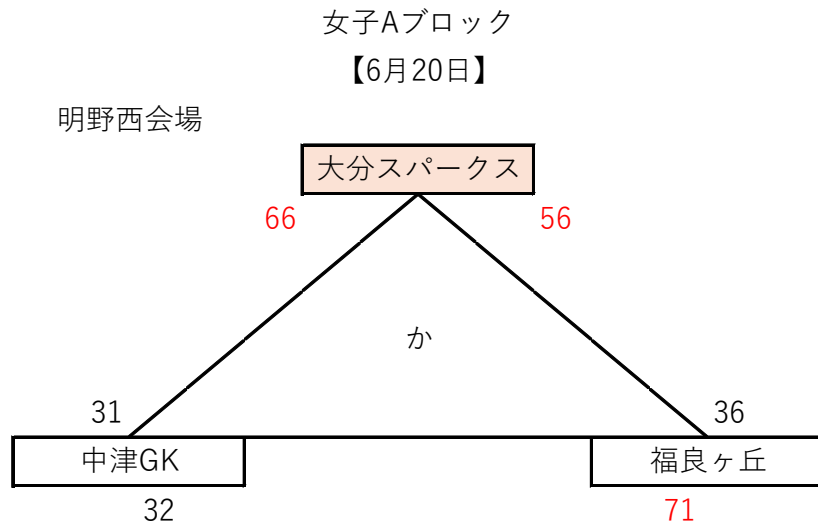 女子Aブロック
【6月20日】
明野西会場
大分スパークス
66 56
か
31 36
中津GK 福良ヶ丘
32 71